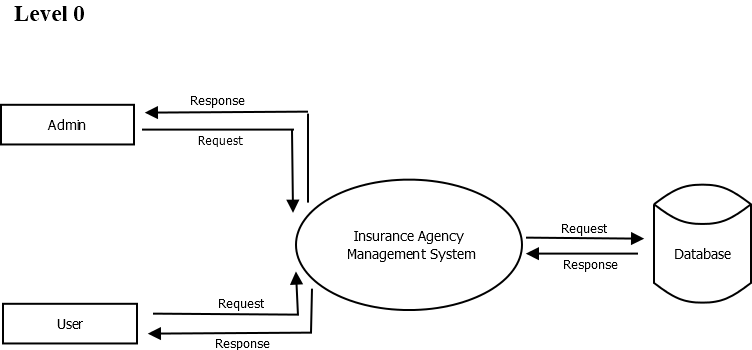 Level 0
Response
Admin
Request
Insurance Agency
Management System
Request
Response
Database
Request
User
Response